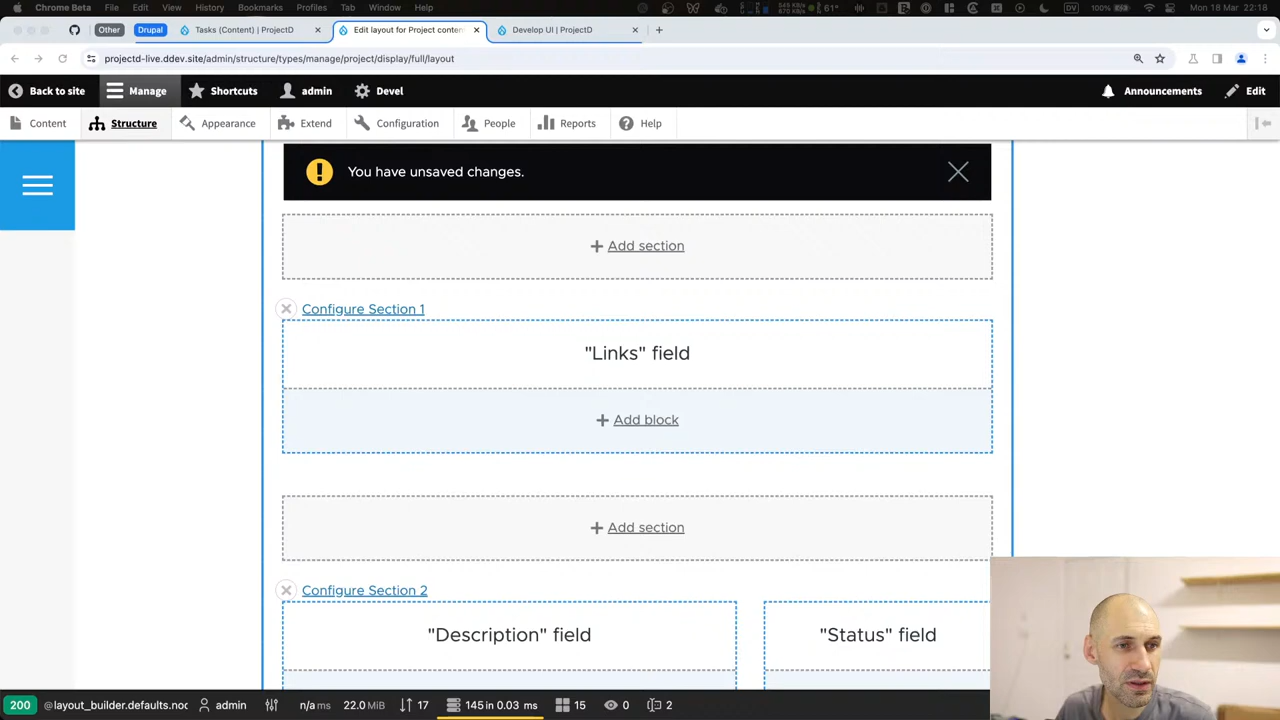 Chrome Beta File Edit View History Bookmarks Profiles Tab Window Help
61° DV 100% Mon 18 Mar 22:18
Other Drupal Tasks (Content) | ProjectD Edit layout for Project conten Develop UI | ProjectD
projectd-live.ddev.site/admin/structure/types/manage/project/display/full/layout
Back to site Manage Shortcuts admin Devel Announcements Edit
Content Structure Appearance Extend Configuration People Reports Help
You have unsaved changes.
Add section
Configure Section 1
"Links" field
Add block
Add section
Configure Section 2
"Description" field "Status" field
200 @layout_builder.defaults.noc admin n/a ms 22.0 MiB 17 145 in 0.03 ms 15 0 2